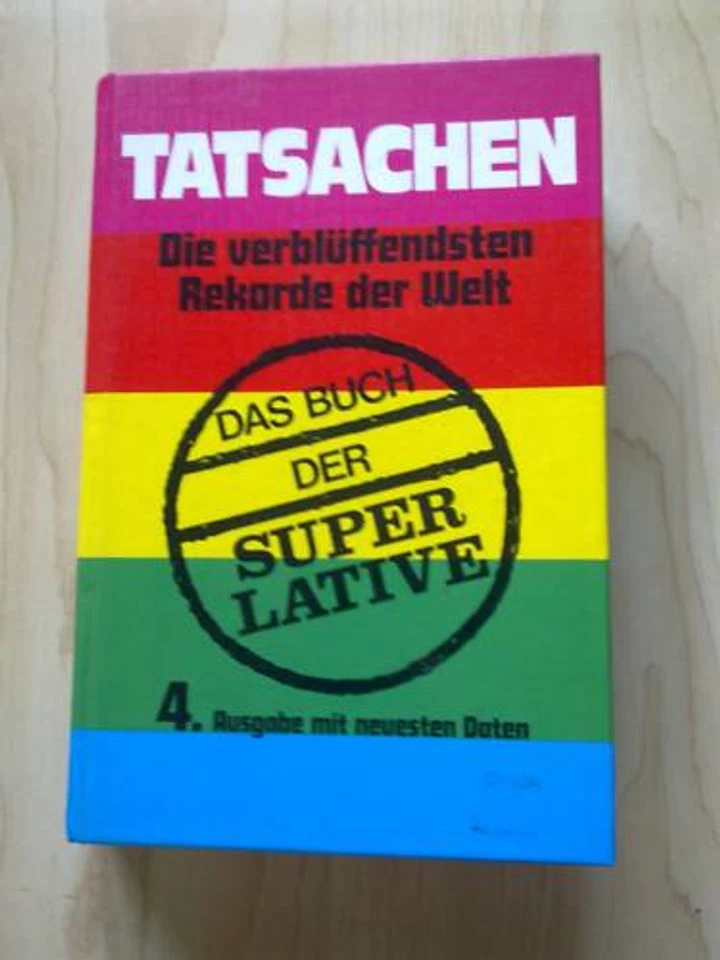 TATSACHEN
Die verblüffendsten
Rekorde der Welt
DAS BUCH
DER
SUPER
LATIVE
4. Ausgabe mit neuesten Daten